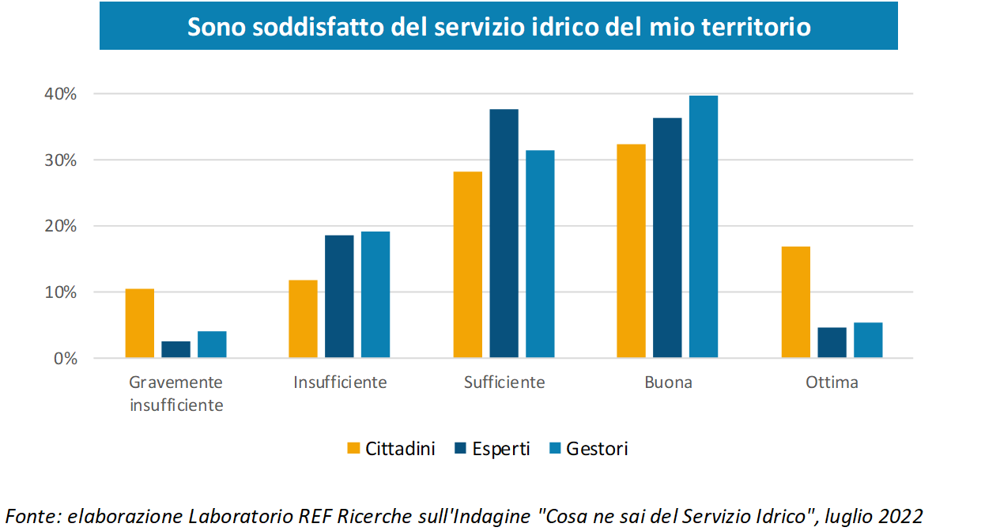 Sono soddisfatto del servizio idrico del mio territorio
40%
30%
20%
10%
0%
Gravemente
insufficiente
Insufficiente
Sufficiente
Buona
Ottima
Cittadini
Esperti
Gestori
Fonte: elaborazione Laboratorio REF Ricerche sull'Indagine "Cosa ne sai del Servizio Idrico", luglio 2022